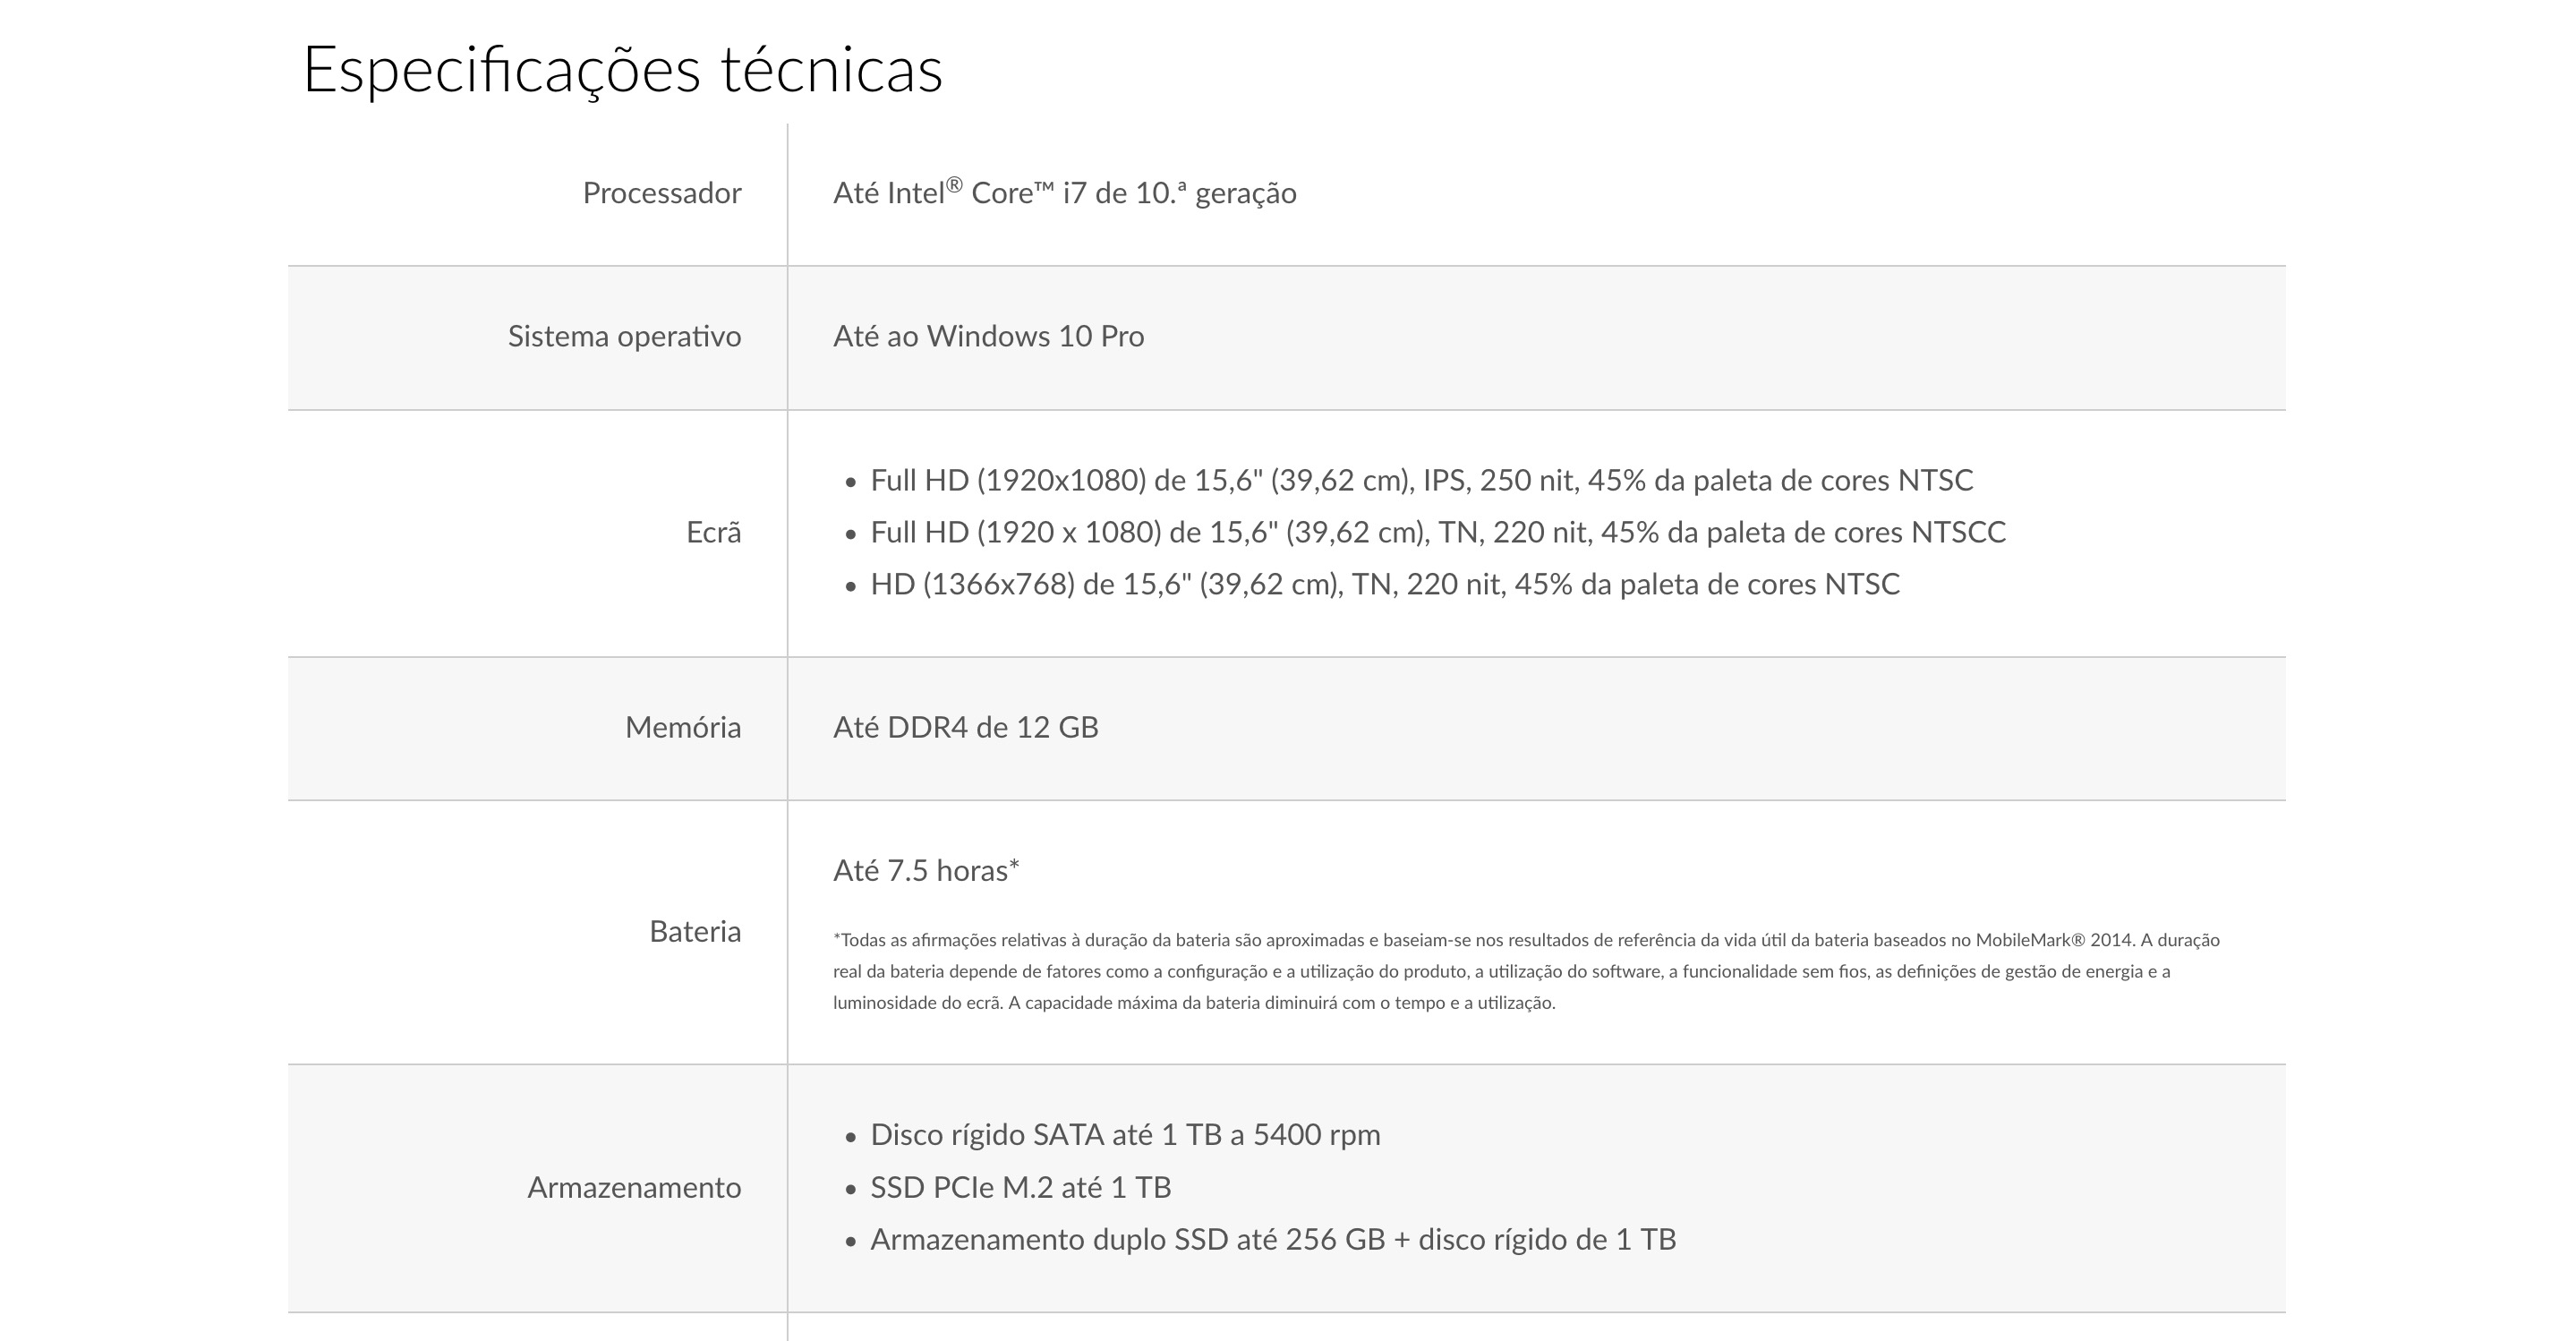 Especificações técnicas
Processador
Até Intel® Core™ i7 de 10.ª geração
Sistema operativo
Até ao Windows 10 Pro
Ecrã
• Full HD (1920x1080) de 15,6" (39,62 cm), IPS, 250 nit, 45% da paleta de cores NTSC
• Full HD (1920 x 1080) de 15,6" (39,62 cm), TN, 220 nit, 45% da paleta de cores NTSCC
• HD (1366x768) de 15,6" (39,62 cm), TN, 220 nit, 45% da paleta de cores NTSC
Memória
Até DDR4 de 12 GB
Bateria
Até 7.5 horas*
*Todas as afirmações relativas à duração da bateria são aproximadas e baseiam-se nos resultados de referência da vida útil da bateria baseados no MobileMark® 2014. A duração
real da bateria depende de fatores como a configuração e a utilização do produto, a utilização do software, a funcionalidade sem fios, as definições de gestão de energia e a
luminosidade do ecrã. A capacidade máxima da bateria diminuirá com o tempo e a utilização.
Armazenamento
• Disco rígido SATA até 1 TB a 5400 rpm
• SSD PCIe M.2 até 1 TB
• Armazenamento duplo SSD até 256 GB + disco rígido de 1 TB